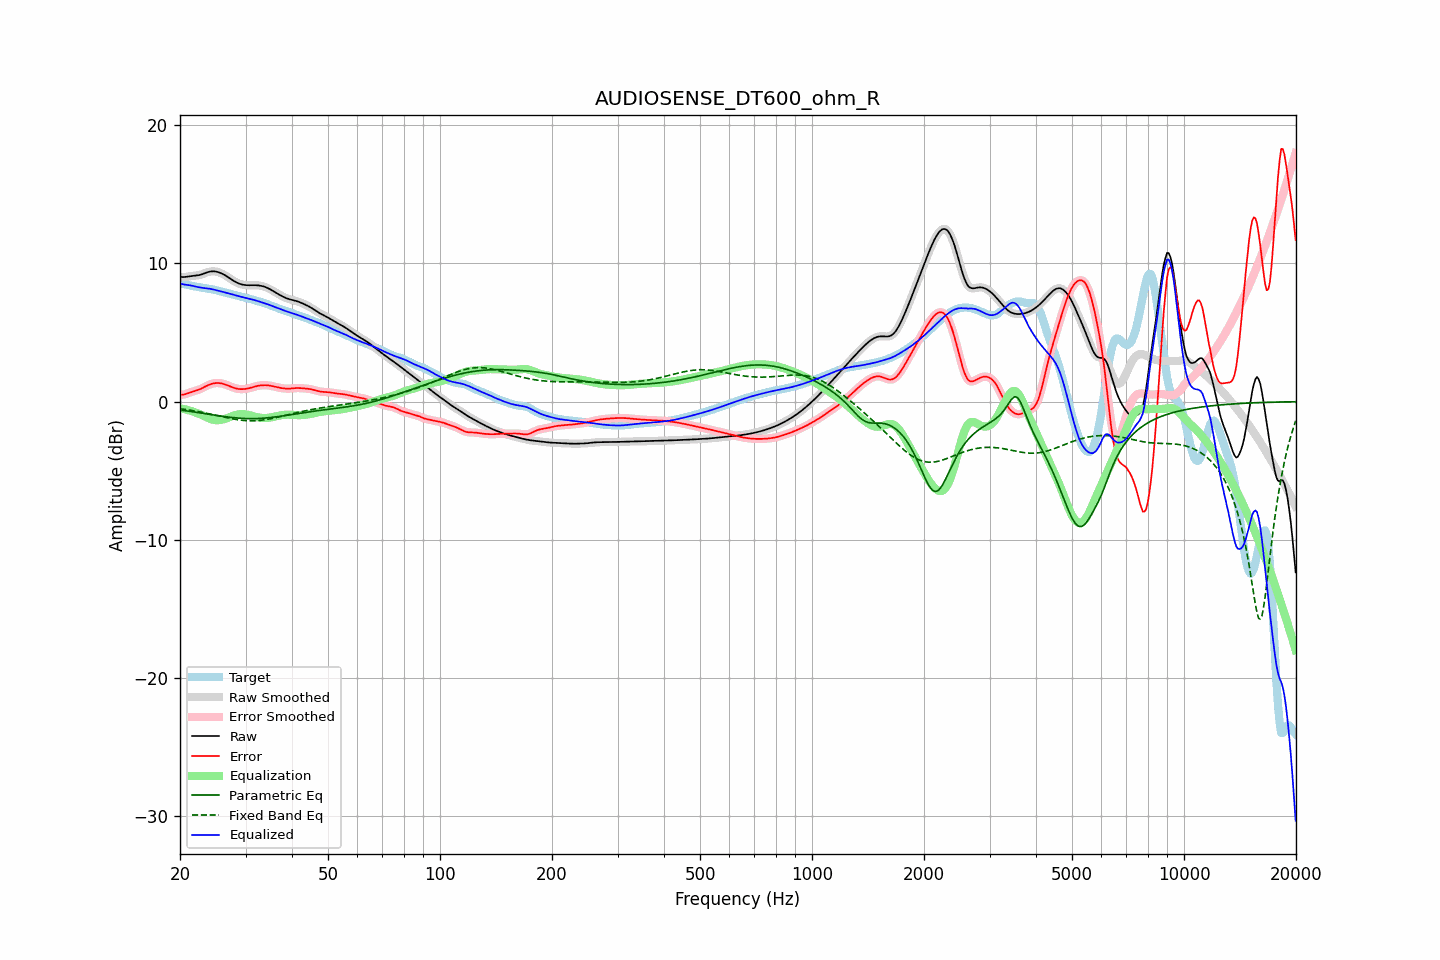 AUDIOSENSE_DT600_ohm_R
20
10
0
−10
−20
−30
Amplitude (dBr)
Target
Raw Smoothed
Error Smoothed
Raw
Error
Equalization
Parametric Eq
Fixed Band Eq
Equalized
20
50
100
200
500
1000
2000
5000
10000
20000
Frequency (Hz)